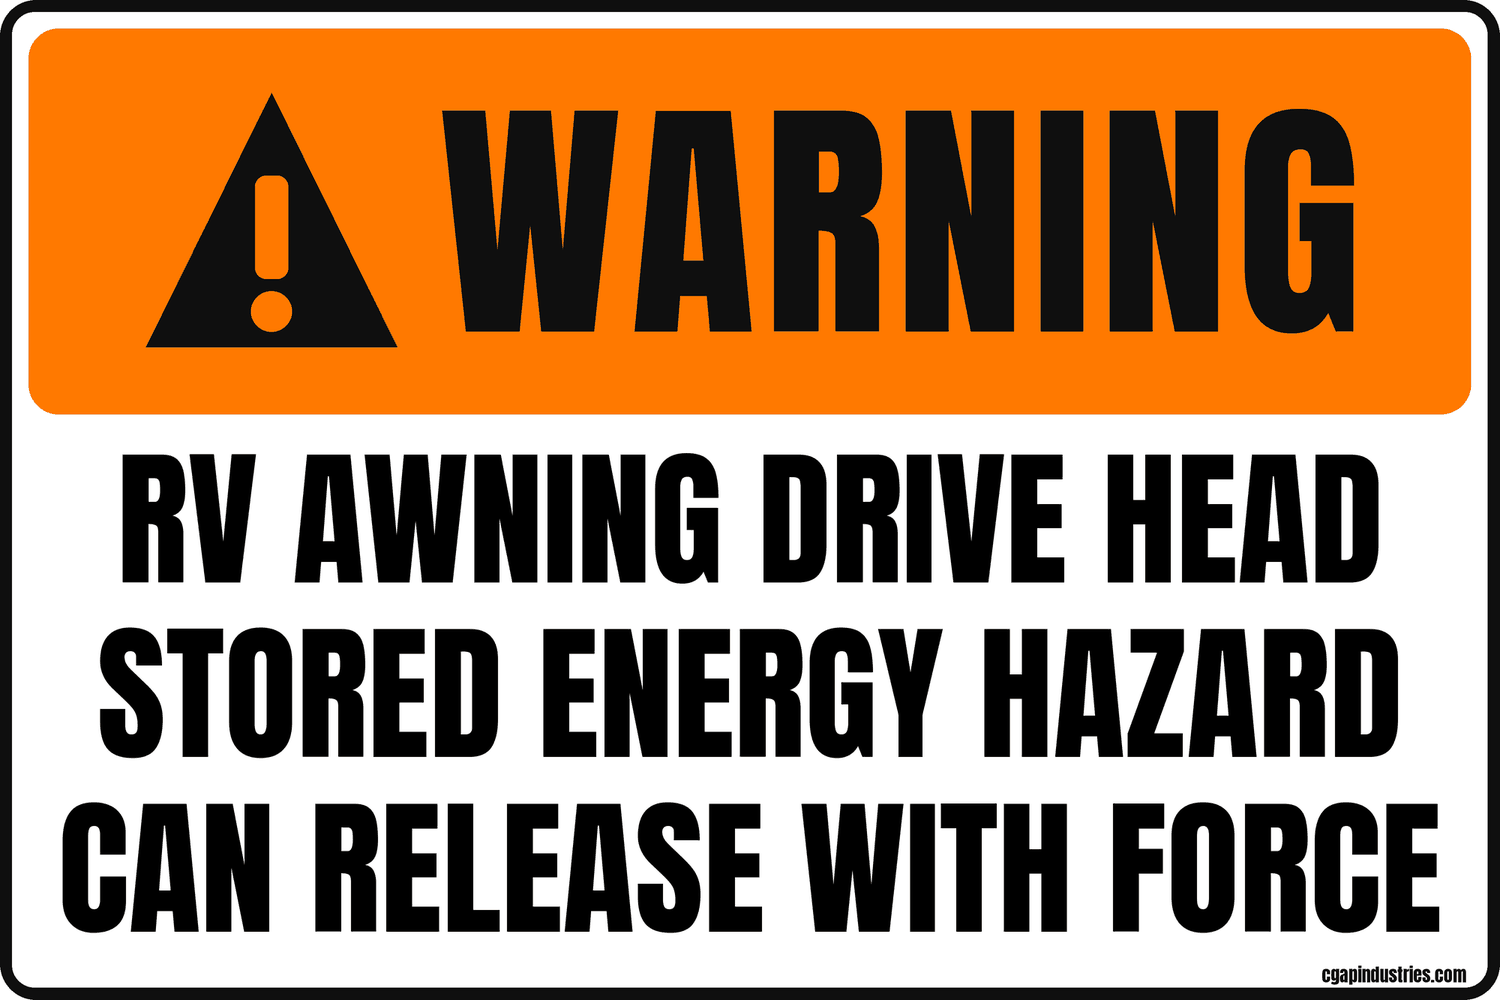 WARNING
RV AWNING DRIVE HEAD
STORED ENERGY HAZARD
CAN RELEASE WITH FORCE
cgapindustries.com